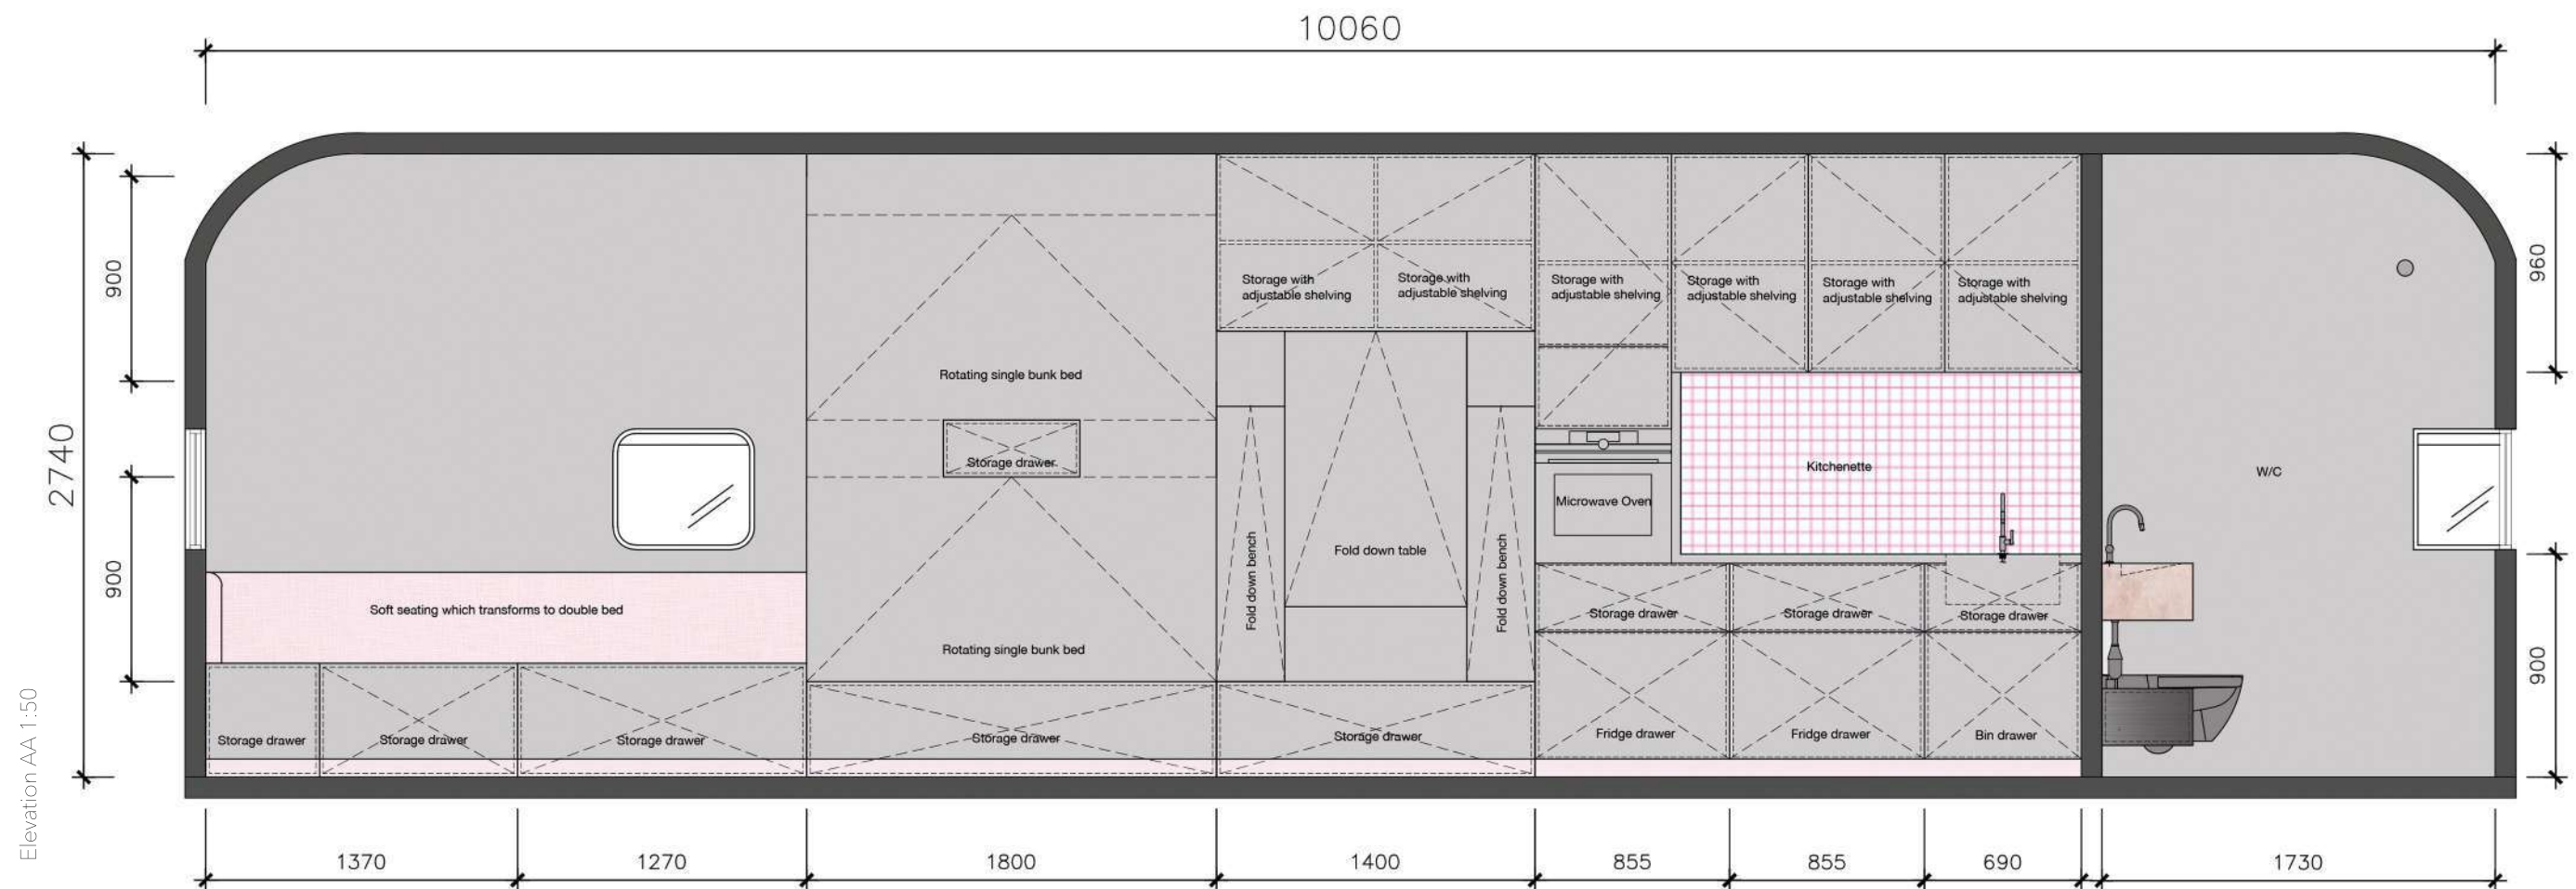 10060
2740
900
900
960
900
Storage with
adjustable shelving
Storage with
adjustable shelving
Storage with
adjustable shelving
Storage with
adjustable shelving
Storage with
adjustable shelving
Storage with
adjustable shelving
Rotating single bunk bed
Storage drawer
Kitchenette
W/C
Microwave Oven
Fold down bench
Fold down table
Fold down bench
Soft seating which transforms to double bed
Storage drawer
Storage drawer
Storage drawer
Rotating single bunk bed
Storage drawer
Storage drawer
Storage drawer
Storage drawer
Storage drawer
Fridge drawer
Fridge drawer
Bin drawer
Elevation AA 1:50
1370
1270
1800
1400
855
855
690
1730